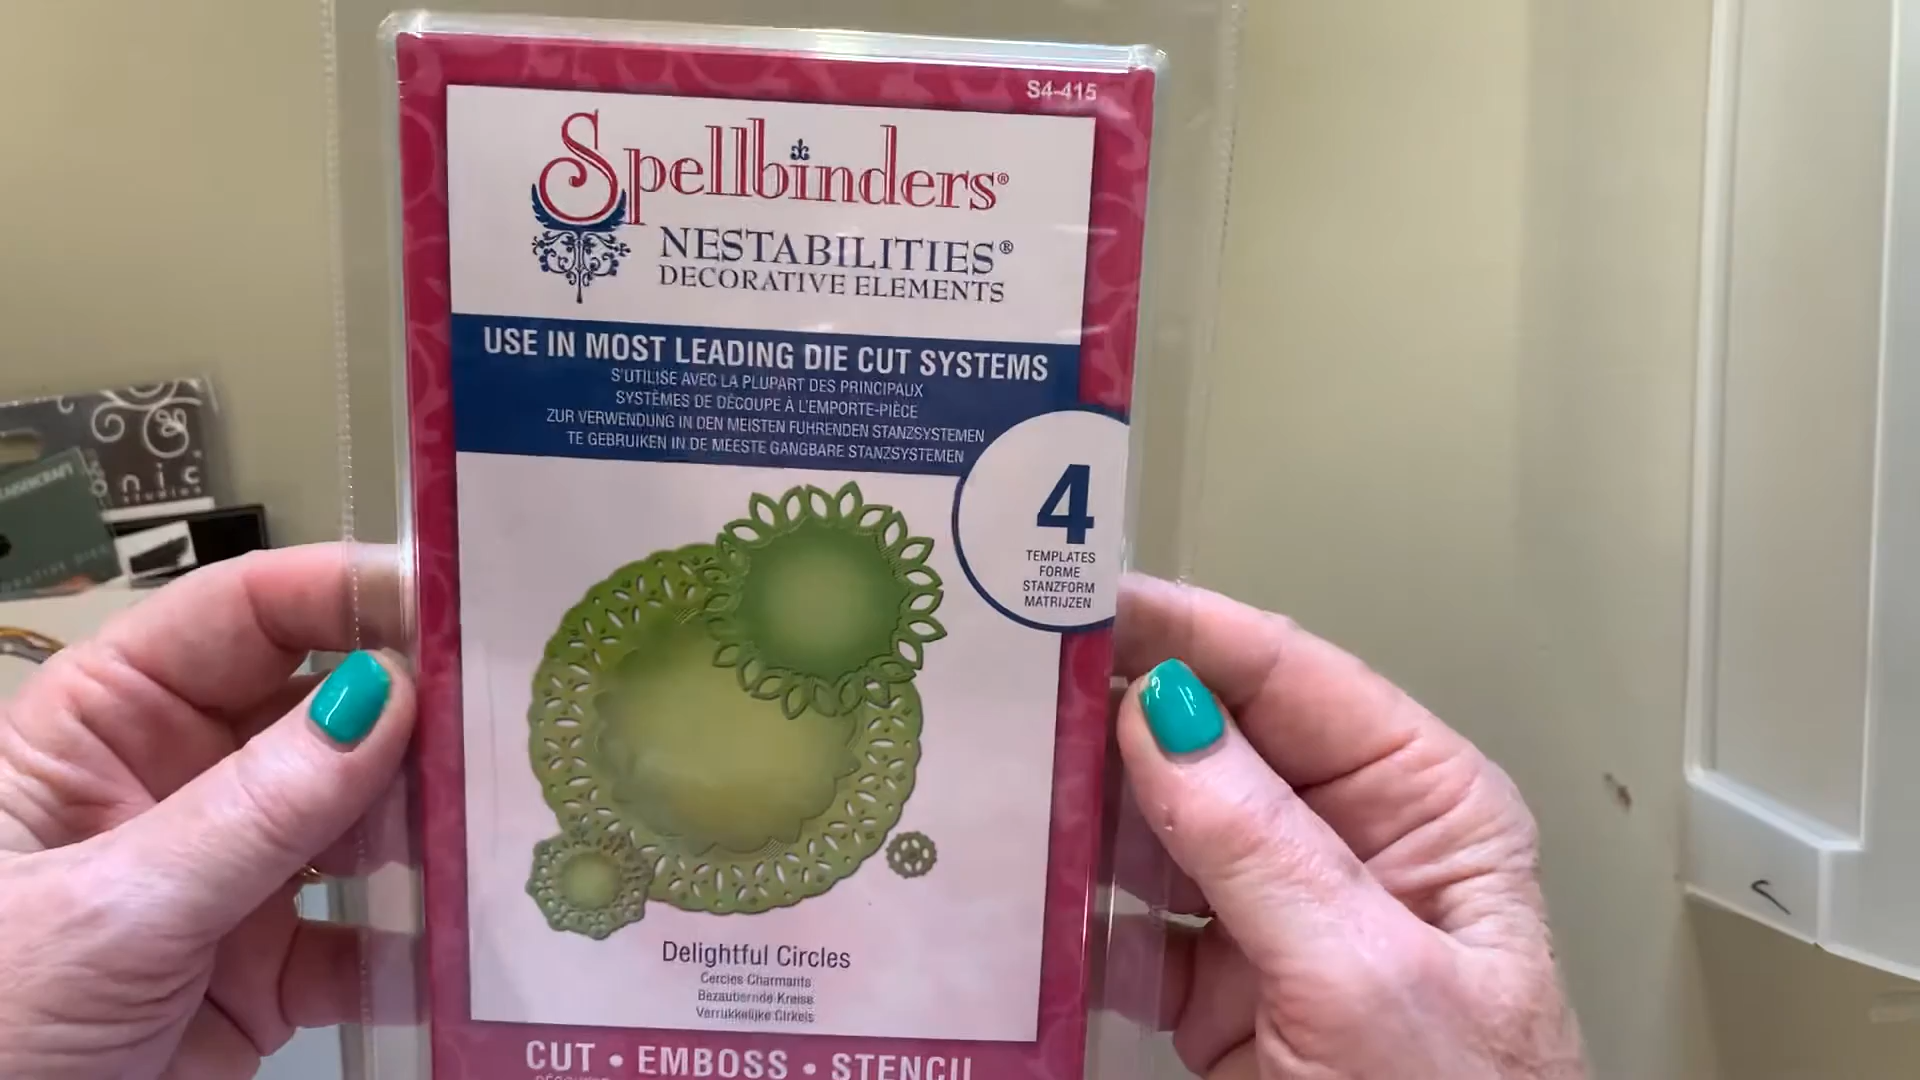 S4-415
Spellbinders®
NESTABILITIES®
DECORATIVE ELEMENTS
USE IN MOST LEADING DIE CUT SYSTEMS
S'UTILISE AVEC LA PLUPART DES PRINCIPAUX
SYSTÈMES DE DÉCOUPE À L'EMPORTE-PIÈCE
ZUR VERWENDUNG IN DEN MEISTEN FUHRENDEN STANZSYSTEMEN
TE GEBRUIKEN IN DE MEESTE GANGBARE STANZSYSTEMEN
4
TEMPLATES
FORME
STANZFORM
MATRIJZEN
Delightful Circles
Cercles Charmants
Bezaubernde Kreise
Verrukkelijke Cirkels
CUT • EMBOSS • STENCIL
nic
studios